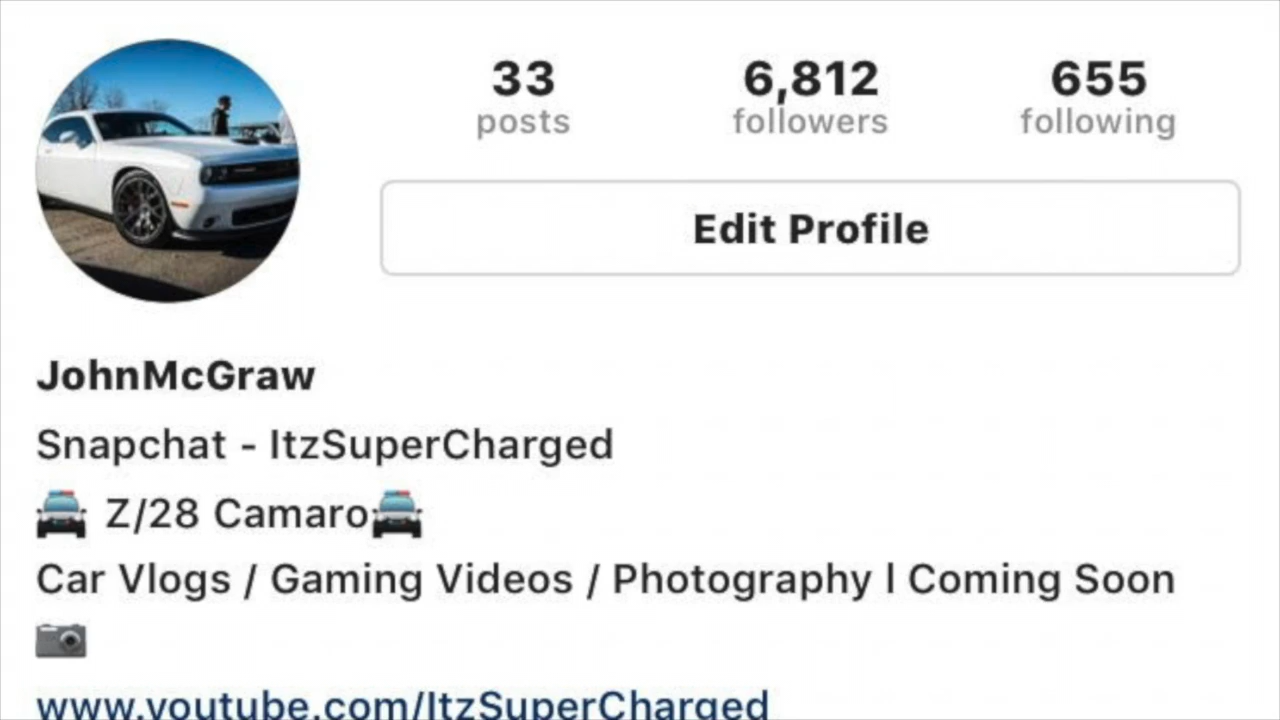 33 6,812 655
posts followers following
Edit Profile
JohnMcGraw
Snapchat - ItzSuperCharged
🚔 Z/28 Camaro🚔
Car Vlogs / Gaming Videos / Photography l Coming Soon
📷
www.youtube.com/ItzSuperCharged